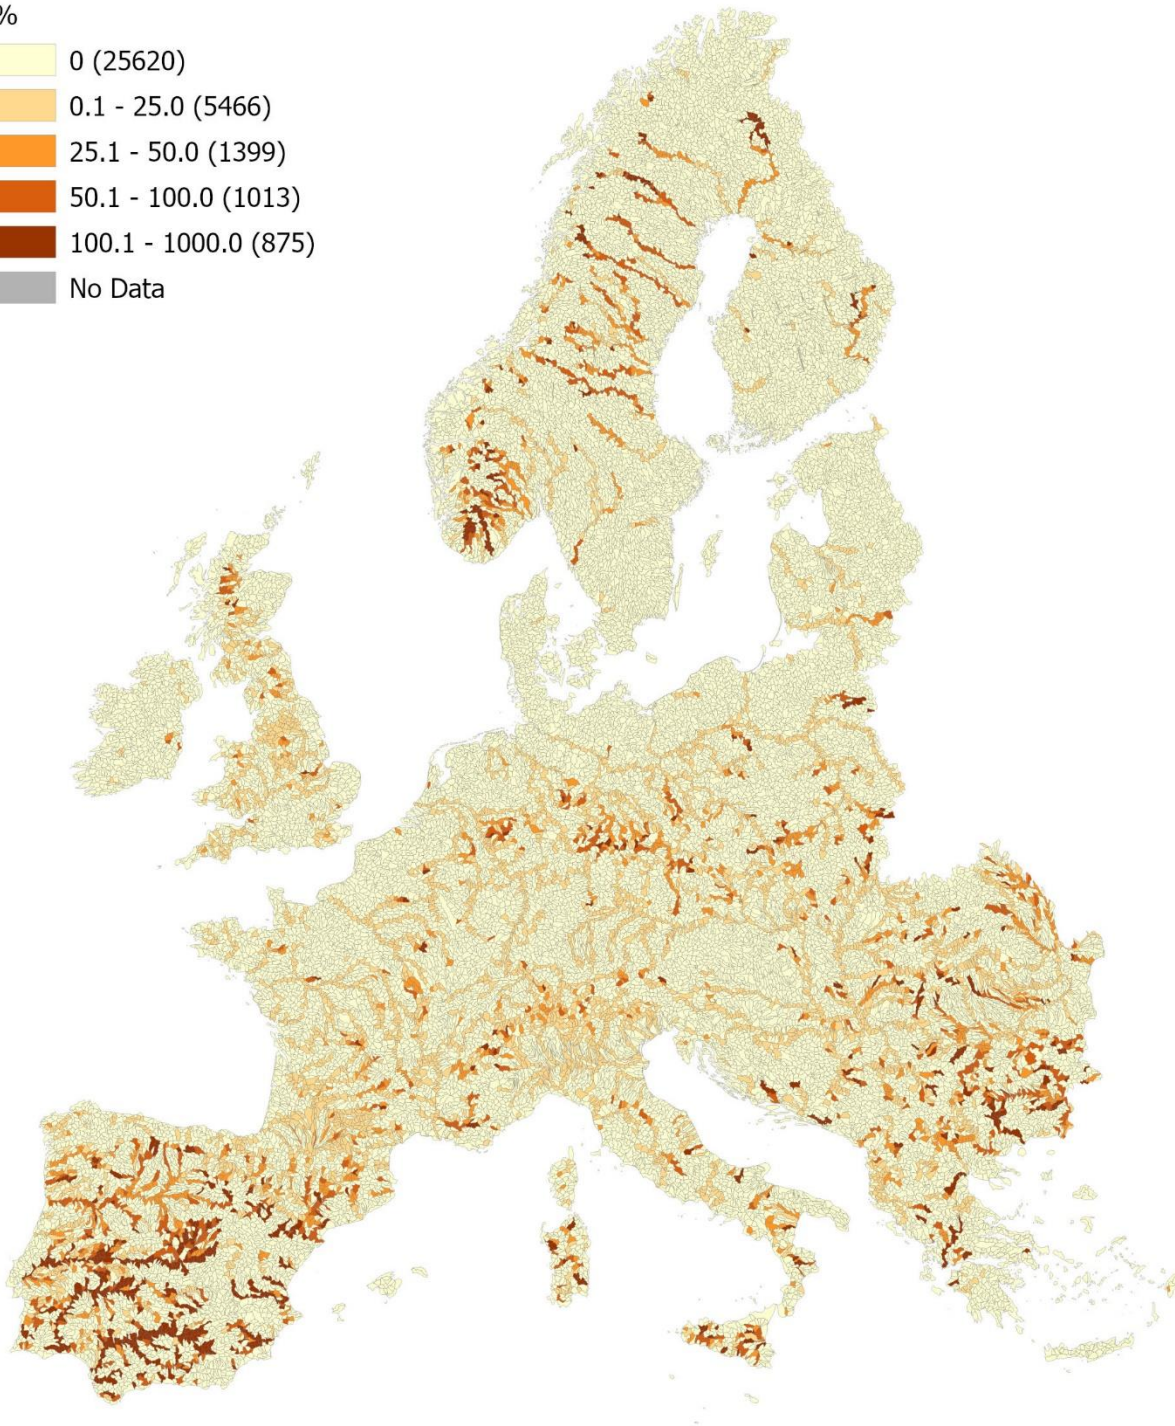 %
0 (25620)
0.1 - 25.0 (5466)
25.1 - 50.0 (1399)
50.1 - 100.0 (1013)
100.1 - 1000.0 (875)
No Data